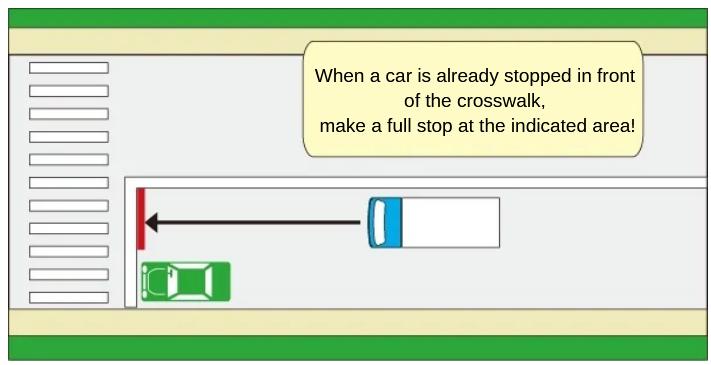 When a car is already stopped in front
of the crosswalk,
make a full stop at the indicated area!